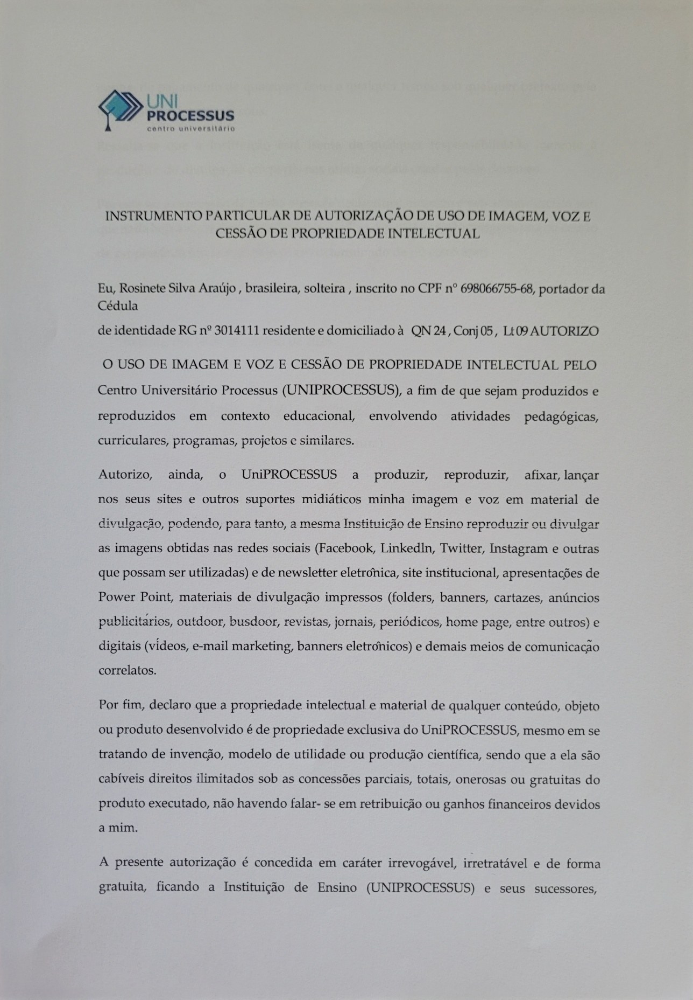 UNI
PROCESSUS
centro universitário
INSTRUMENTO PARTICULAR DE AUTORIZAÇÃO DE USO DE IMAGEM, VOZ E
CESSÃO DE PROPRIEDADE INTELECTUAL
Eu, Rosinete Silva Araújo , brasileira, solteira , inscrito no CPF nº 698066755-68, portador da
Cédula
de identidade RG nº 3014111 residente e domiciliado à QN 24 , Conj 05 , Lt 09 AUTORIZO
O USO DE IMAGEM E VOZ E CESSÃO DE PROPRIEDADE INTELECTUAL PELO
Centro Universitário Processus (UNIPROCESSUS), a fim de que sejam produzidos e
reproduzidos em contexto educacional, envolvendo atividades pedagógicas,
curriculares, programas, projetos e similares.
Autorizo, ainda, o UniPROCESSUS a produzir, reproduzir, afixar, lançar
nos seus sites e outros suportes midiáticos minha imagem e voz em material de
divulgação, podendo, para tanto, a mesma Instituição de Ensino reproduzir ou divulgar
as imagens obtidas nas redes sociais (Facebook, LinkedIn, Twitter, Instagram e outras
que possam ser utilizadas) e de newsletter eletrônica, site institucional, apresentações de
Power Point, materiais de divulgação impressos (folders, banners, cartazes, anúncios
publicitários, outdoor, busdoor, revistas, jornais, periódicos, home page, entre outros) e
digitais (vídeos, e-mail marketing, banners eletrônicos) e demais meios de comunicação
correlatos.
Por fim, declaro que a propriedade intelectual e material de qualquer conteúdo, objeto
ou produto desenvolvido é de propriedade exclusiva do UniPROCESSUS, mesmo em se
tratando de invenção, modelo de utilidade ou produção científica, sendo que a ela são
cabíveis direitos ilimitados sob as concessões parciais, totais, onerosas ou gratuitas do
produto executado, não havendo falar- se em retribuição ou ganhos financeiros devidos
a mim.
A presente autorização é concedida em caráter irrevogável, irretratável e de forma
gratuita, ficando a Instituição de Ensino (UNIPROCESSUS) e seus sucessores,